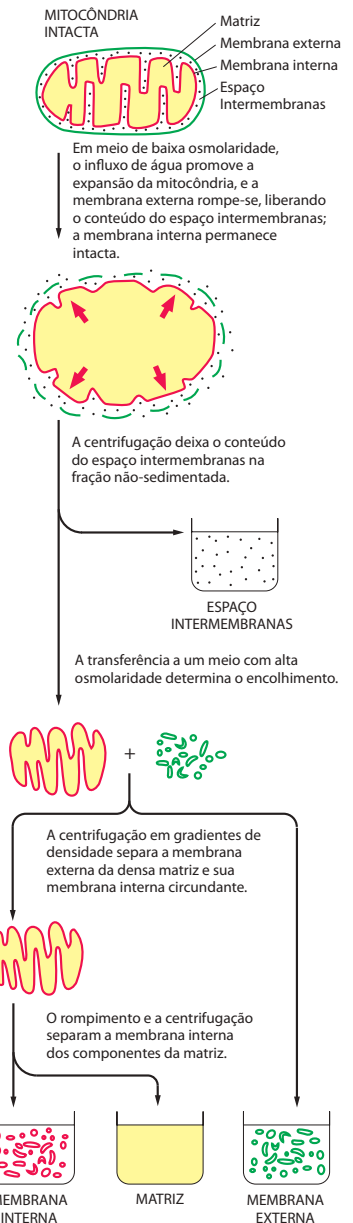 MITOCÔNDRIA
INTACTA
Matriz
Membrana externa
Membrana interna
Espaço
Intermembranas
Em meio de baixa osmolaridade,
o influxo de água promove a
expansão da mitocôndria, e a
membrana externa rompe-se, liberando
o conteúdo do espaço intermembranas;
a membrana interna permanece
intacta.
A centrifugação deixa o conteúdo
do espaço intermembranas na
fração não-sedimentada.
ESPAÇO
INTERMEMBRANAS
A transferência a um meio com alta
osmolaridade determina o encolhimento.
+
A centrifugação em gradientes de
densidade separa a membrana
externa da densa matriz e sua
membrana interna circundante.
O rompimento e a centrifugação
separam a membrana interna
dos componentes da matriz.
MEMBRANA
INTERNA
MATRIZ
MEMBRANA
EXTERNA